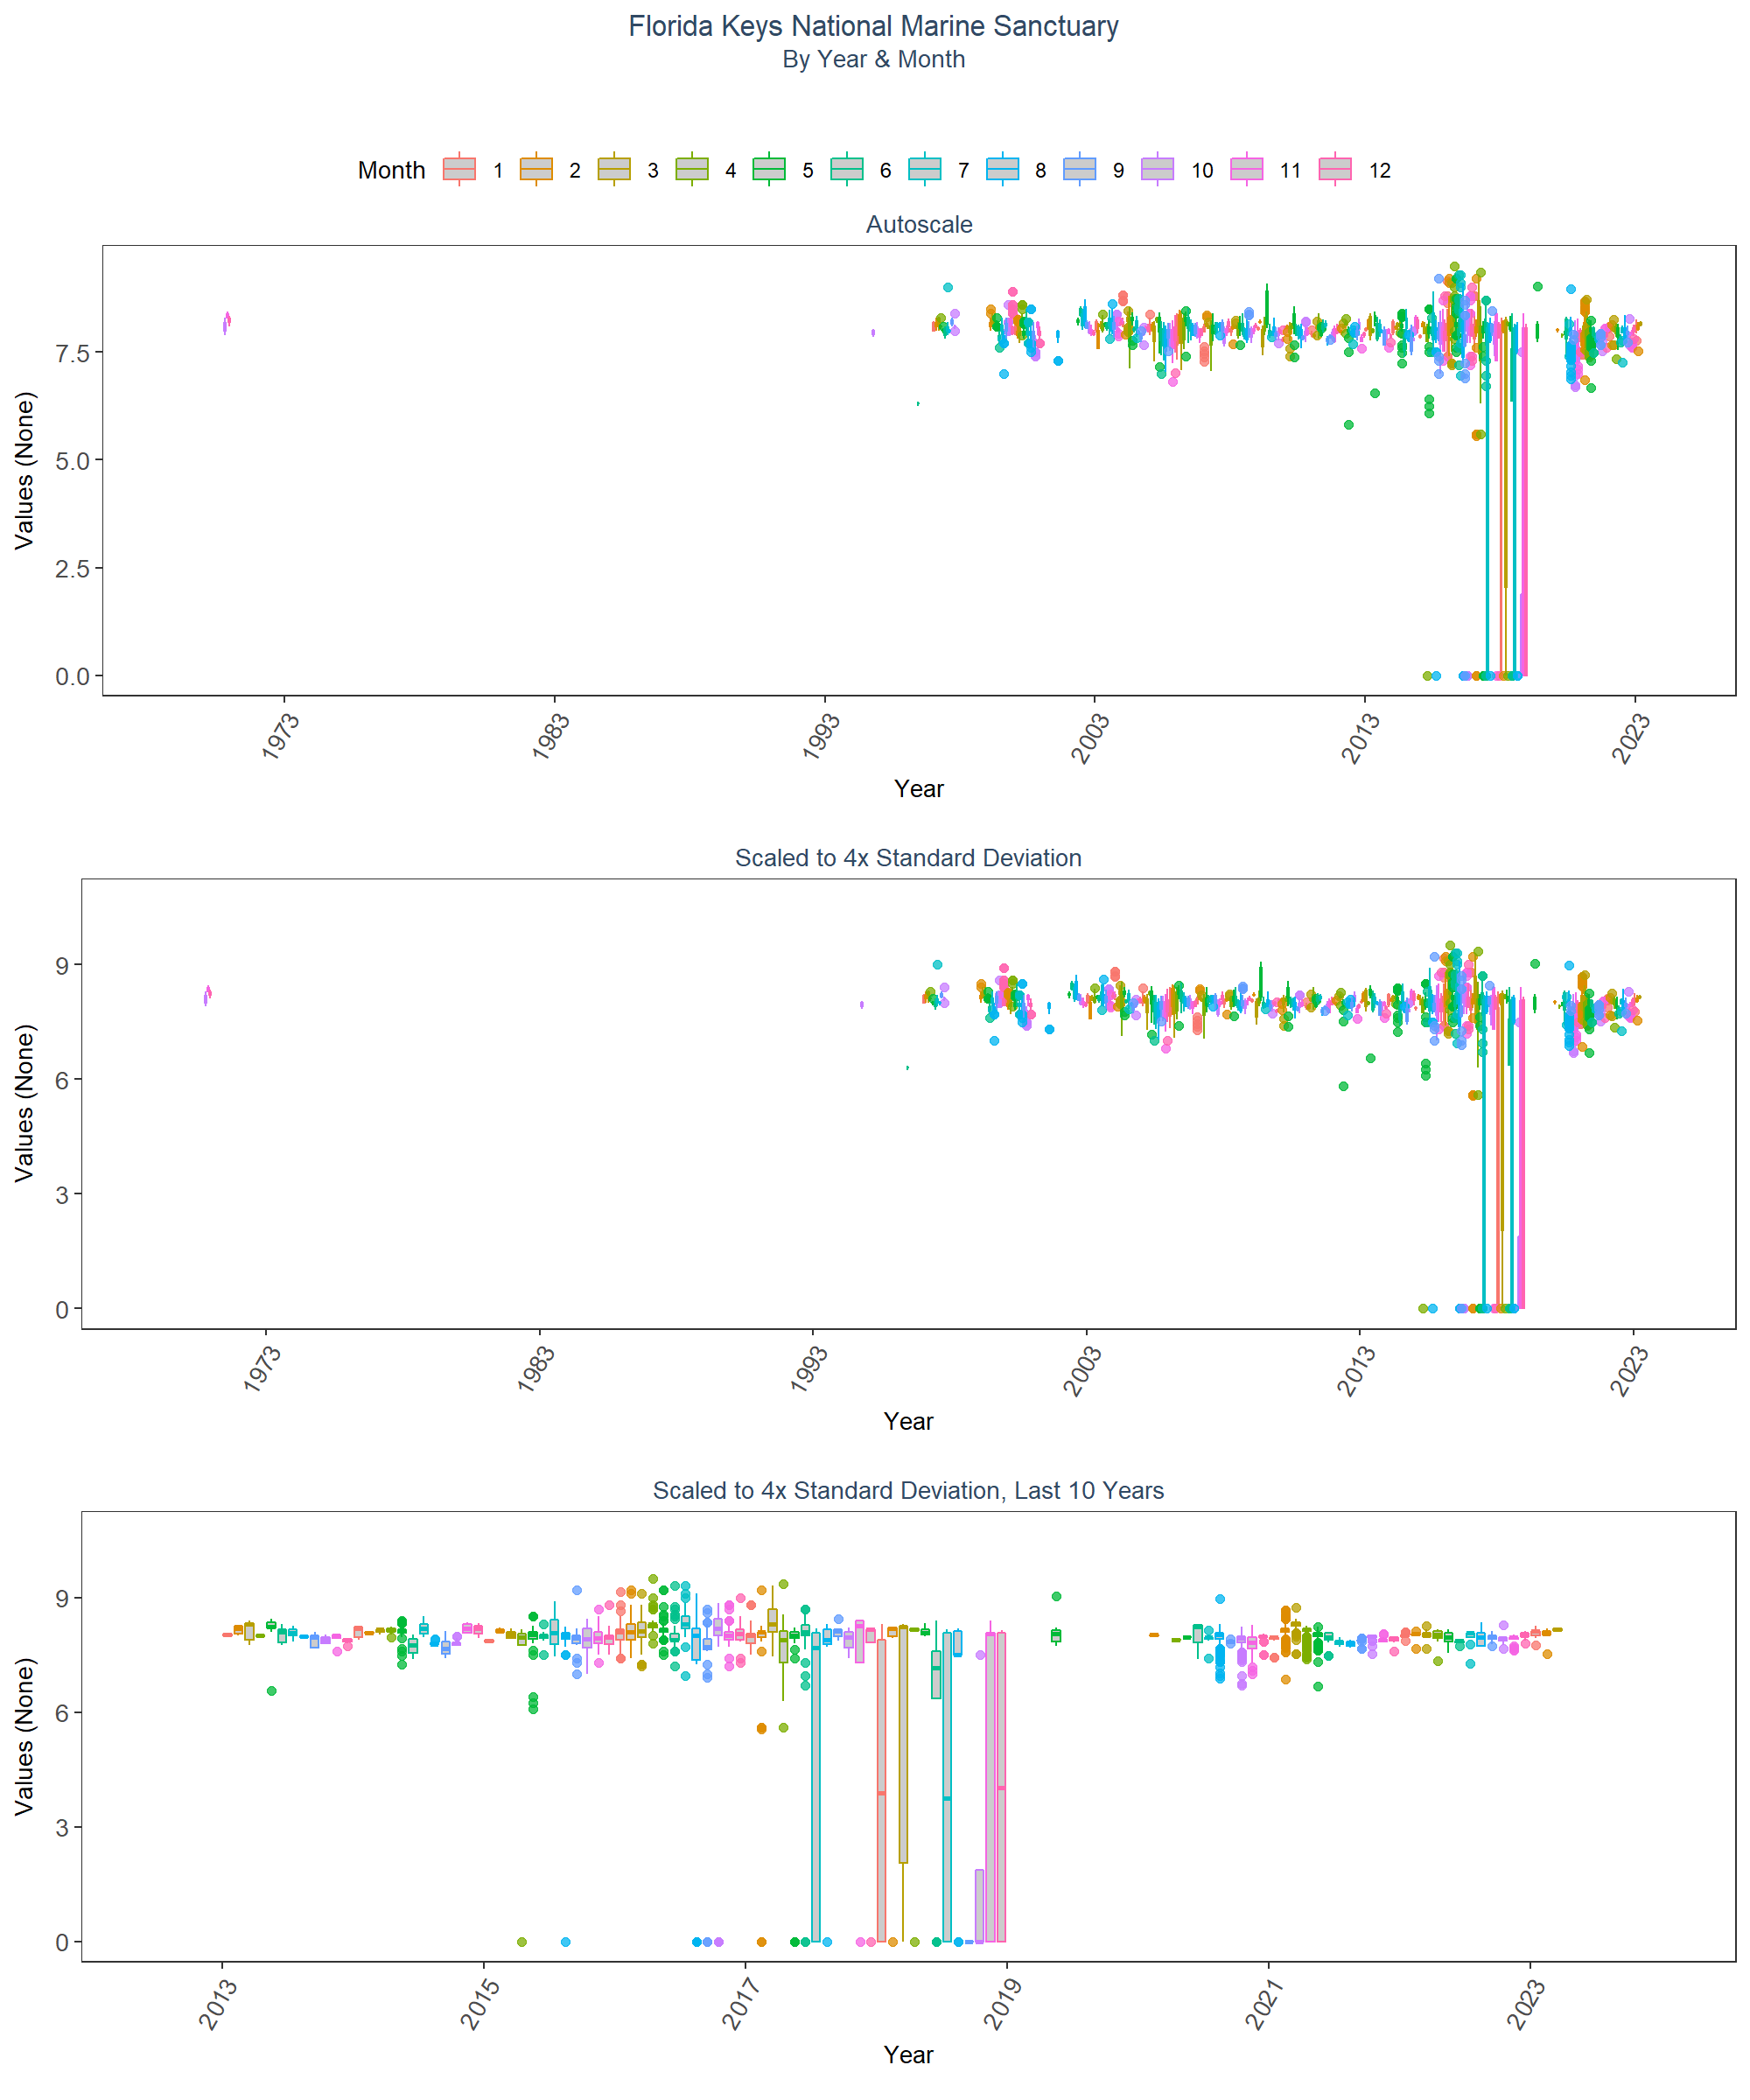 Florida Keys National Marine Sanctuary
By Year & Month
Month 1 2 3 4 5 6 7 8 9 10 11 12
Autoscale
Values (None)
7.5
5.0
2.5
0.0
1973 1983 1993 2003 2013 2023
Year
Scaled to 4x Standard Deviation
Values (None)
9
6
3
0
1973 1983 1993 2003 2013 2023
Year
Scaled to 4x Standard Deviation, Last 10 Years
Values (None)
9
6
3
0
2013 2015 2017 2019 2021 2023
Year